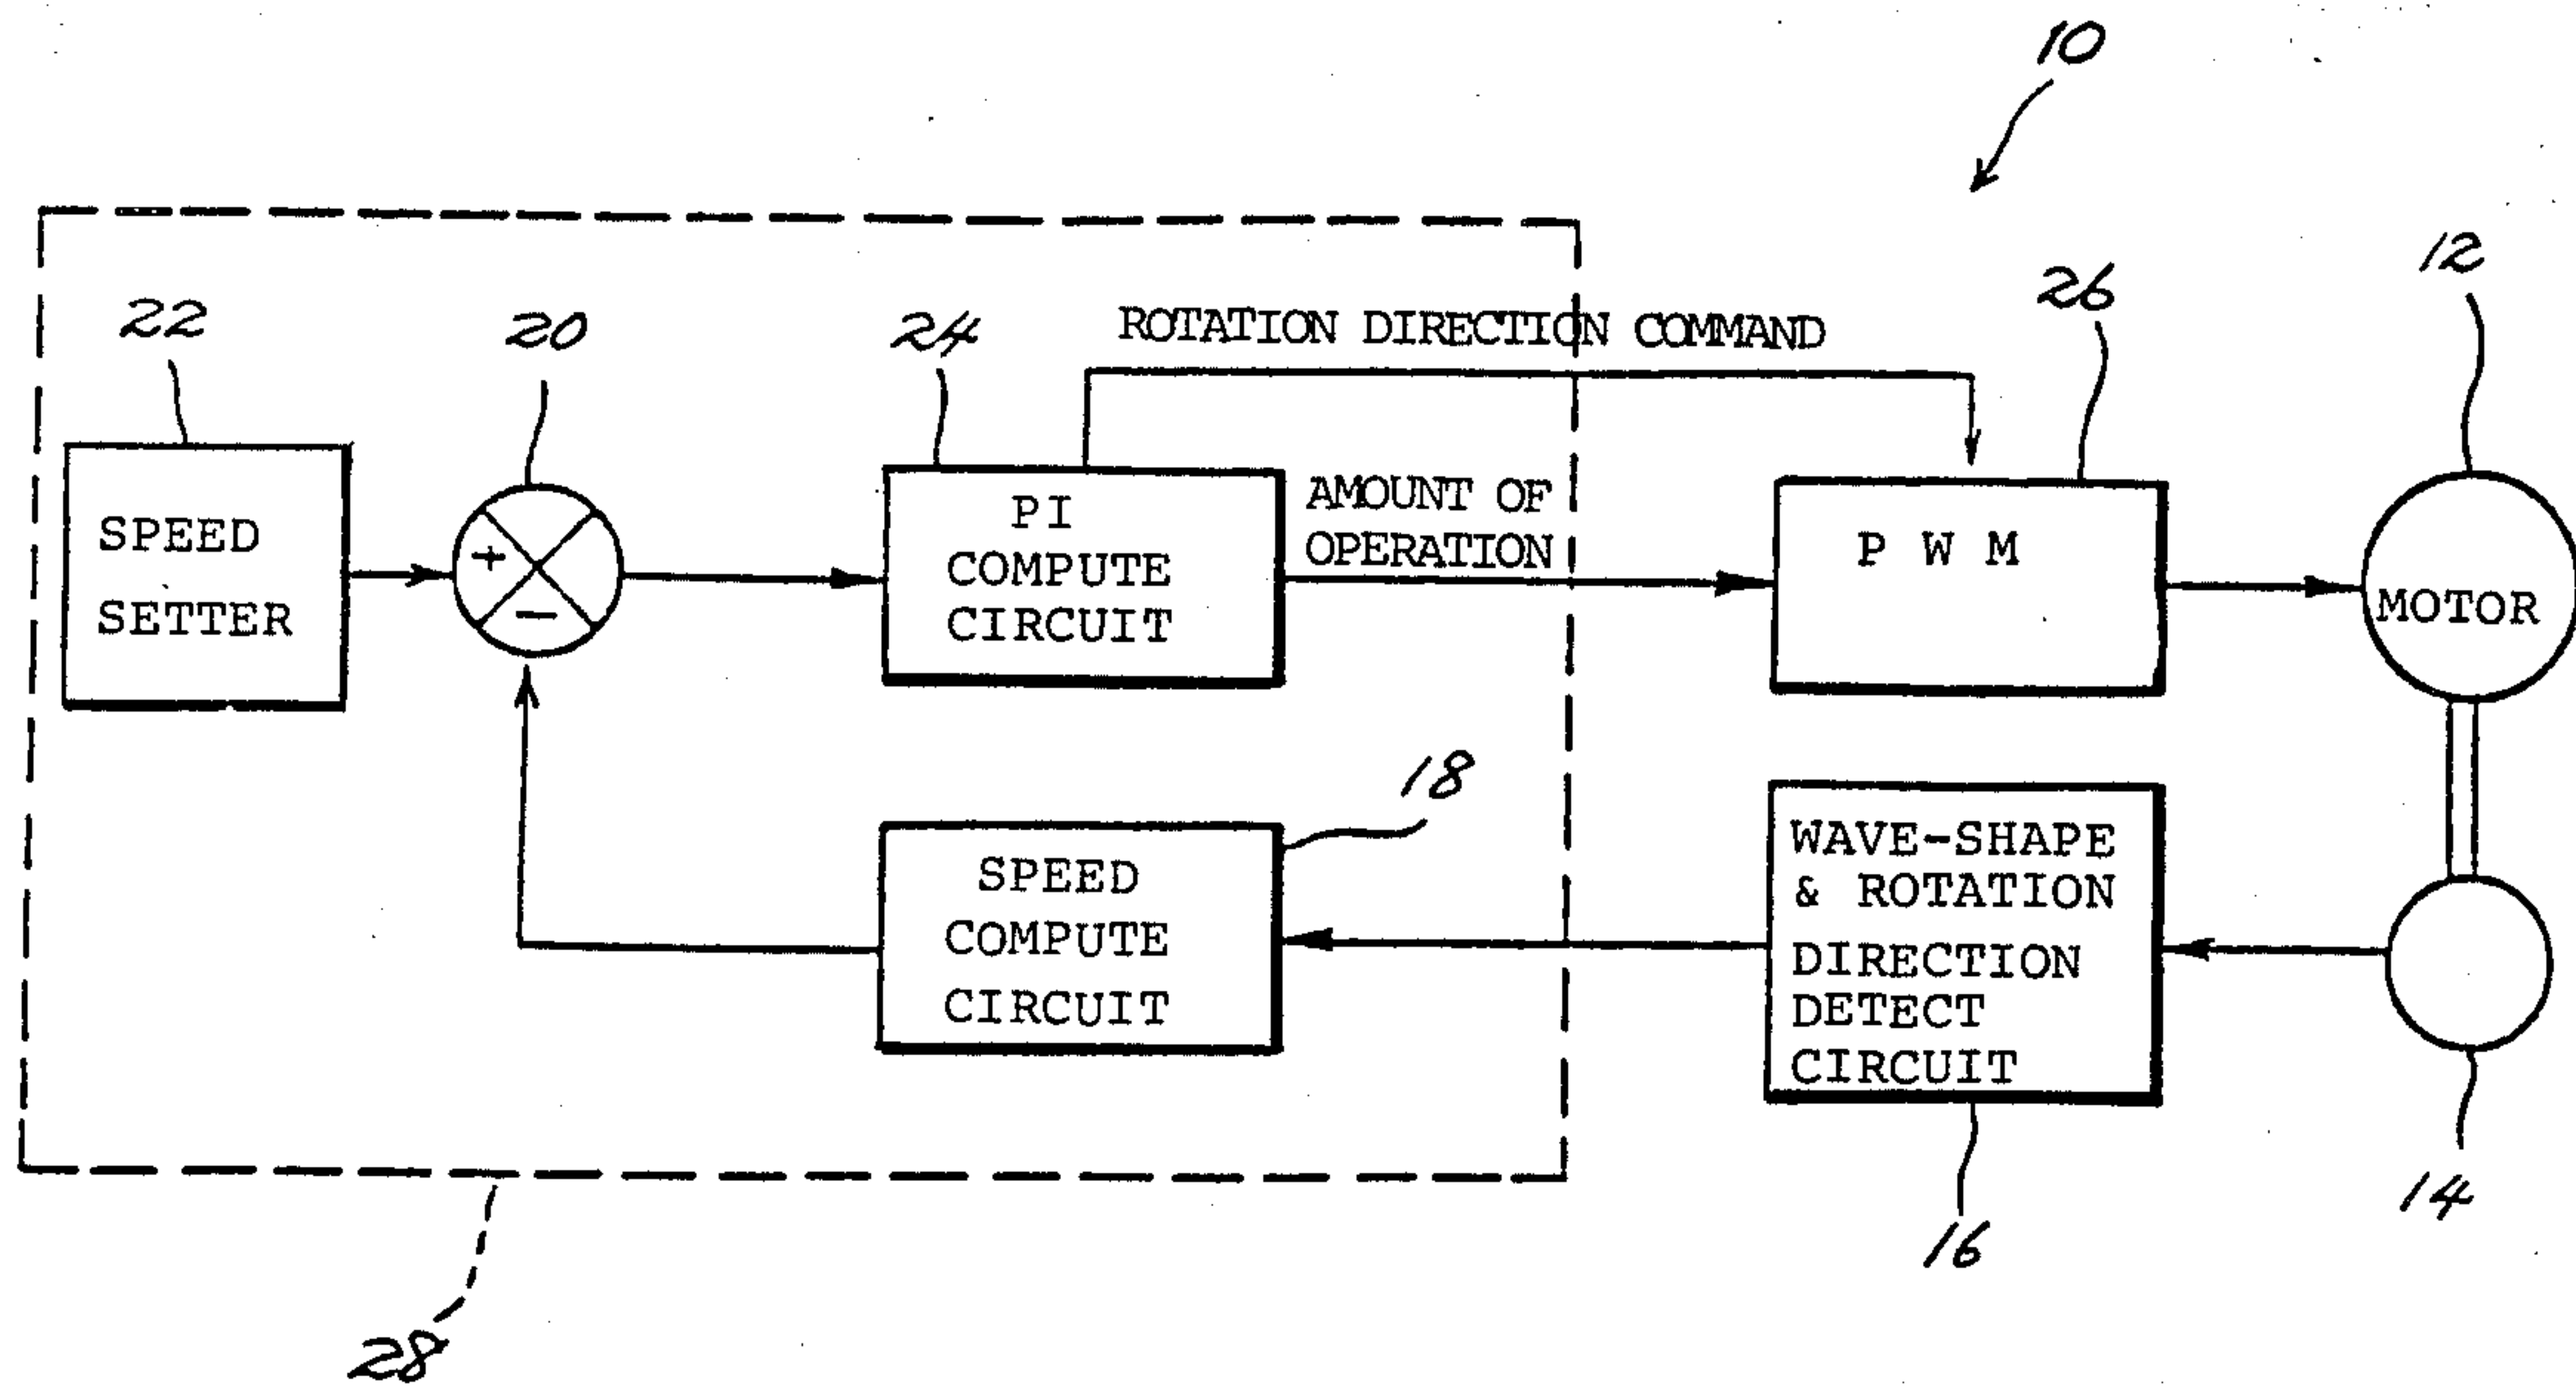 10
12
26
22
20
24
ROTATION DIRECTION COMMAND
SPEED
SETTER
+
−
PI
COMPUTE
CIRCUIT
AMOUNT OF
OPERATION
P W M
MOTOR
18
SPEED
COMPUTE
CIRCUIT
WAVE-SHAPE
& ROTATION
DIRECTION
DETECT
CIRCUIT
14
16
28